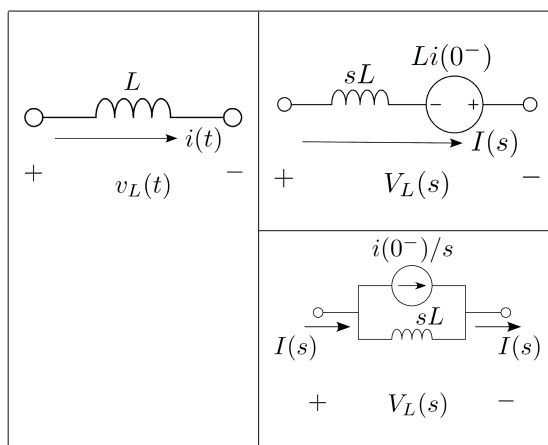 L
i(t)
+ v_L(t) −
Li(0⁻)
sL
− +
I(s)
+ V_L(s) −
i(0⁻)/s
sL
I(s) I(s)
+ V_L(s) −